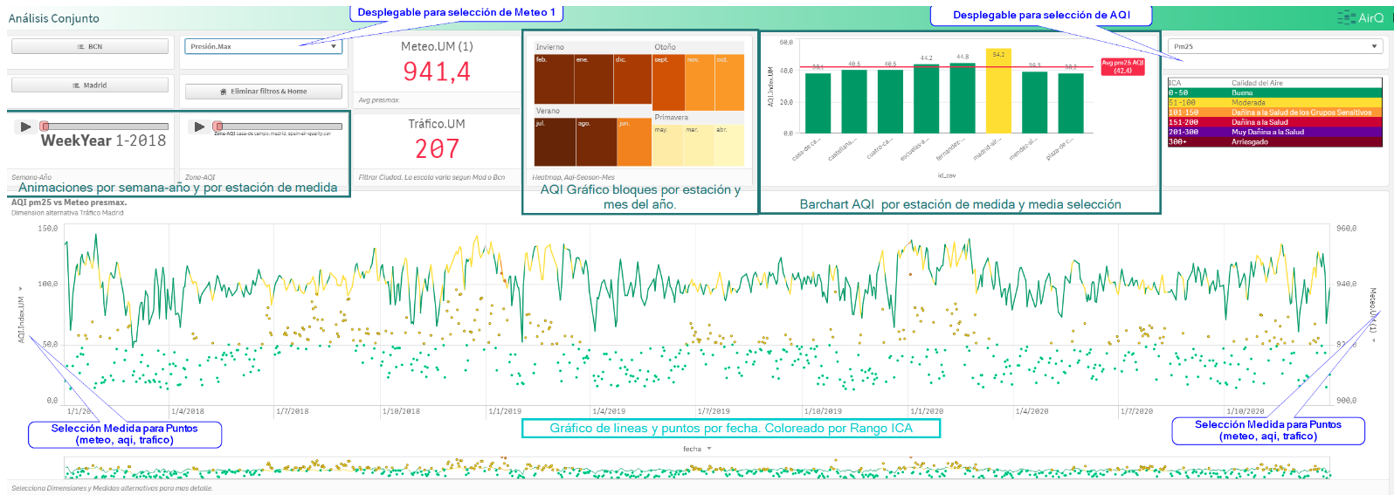 Análisis Conjunto
Desplegable para selección de Meteo 1
Desplegable para selección de AQI
AirQ
BCN
Presión.Max
Meteo.UM (1)
941,4
Avg presmax.
Madrid
Eliminar filtros & Home
Tráfico.UM
207
Filtrar Ciudad. La escala varia segun Mad o Bcn
WeekYear 1-2018
Semana-Año
Zona-AQI
Animaciones por semana-año y por estación de medida
Invierno
Otoño
feb.
ene.
dic.
sept.
nov.
oct.
Verano
Primavera
jul.
ago.
jun.
may.
mar.
abr.
Heatmap, Aqi-Season-Mes
AQI Gráfico bloques por estación y
mes del año.
AQI.Index.UM
60,0
40.0
20.0
0.0
38,1
40,5
40,5
44.2
44,8
54,2
39,3
38,2
Avg pm25 AQI
(42,4)
casa-de-ca...
castellana...
cuatro-ca...
escuelas-a...
fernandez-...
madrid-air...
mendez-al...
plaza-de-c...
id_nov
Barchart AQI por estación de medida y media selección
Pm25
ICA
Calidad del Aire
0-50
Buena
51-100
Moderada
101-150
Dañina a la Salud de los Grupos Sensitivos
151-200
Dañina a la Salud
201-300
Muy Dañina a la Salud
300+
Arriesgado
AQI pm25 vs Meteo presmax.
Dimensión alternativa Tráfico Madrid.
AQI.Index.UM
150,0
100,0
50,0
0,0
960,0
940,0
900,0
Meteo.UM (1)
1/4/2018
1/7/2018
1/10/2018
1/1/2019
1/4/2019
1/7/2019
1/10/2019
1/1/2020
1/4/2020
1/7/2020
1/10/2020
Selección Medida para Puntos
(meteo, aqi, trafico)
Gráfico de líneas y puntos por fecha. Coloreado por Rango ICA
Selección Medida para Puntos
(meteo, aqi, trafico)
fecha
Selecciona Dimensiones y Medidas alternativas para mas detalle.